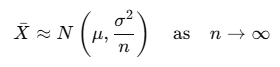 X̄ ≈ N(μ, σ²/n) as n → ∞